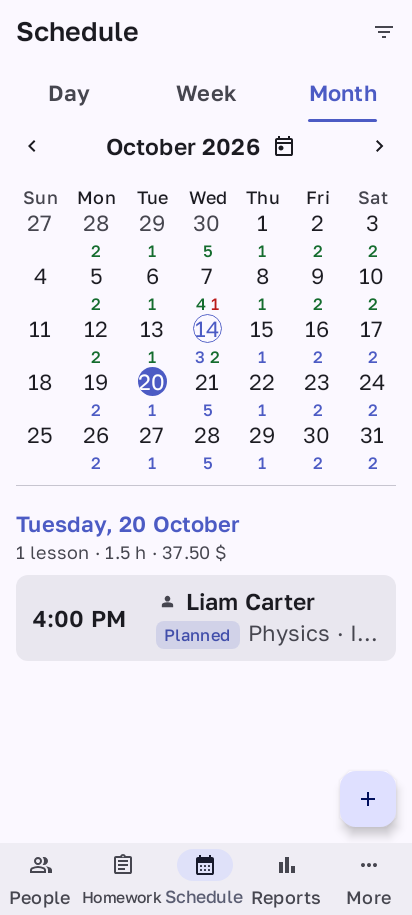 Schedule
Day Week Month
October 2026
Sun Mon Tue Wed Thu Fri Sat
27 28 29 30 1 2 3
2 1 5 1 2 2
4 5 6 7 8 9 10
2 1 4 1 1 2 2
11 12 13 14 15 16 17
2 1 3 2 1 2 2
18 19 20 21 22 23 24
2 1 5 1 2 2
25 26 27 28 29 30 31
2 1 5 1 2 2
Tuesday, 20 October
1 lesson · 1.5 h · 37.50 $
4:00 PM
Liam Carter
Planned Physics · I...
+
People Homework Schedule Reports More